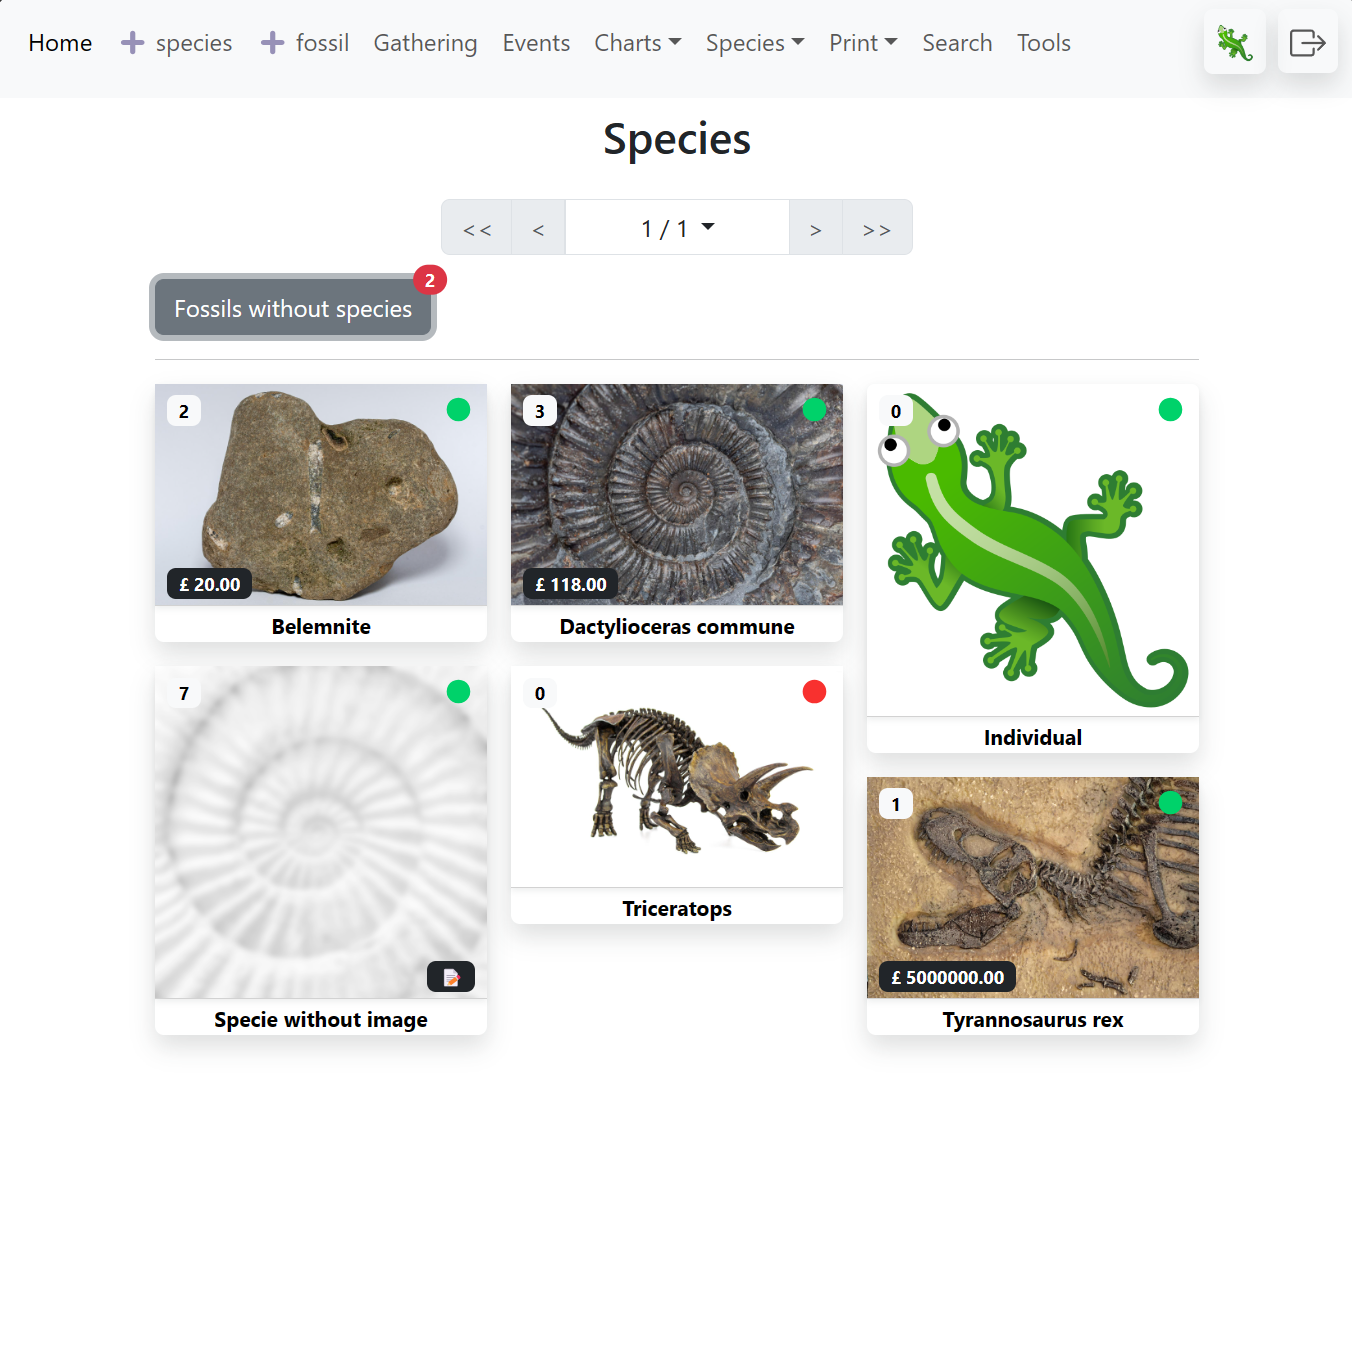 Home species fossil Gathering Events Charts Species Print Search Tools
Species
<< < 1 / 1 > >>
2
Fossils without species
2
£ 20.00
Belemnite
3
£ 118.00
Dactylioceras commune
0
Individual
7
Specie without image
0
Triceratops
1
£ 5000000.00
Tyrannosaurus rex